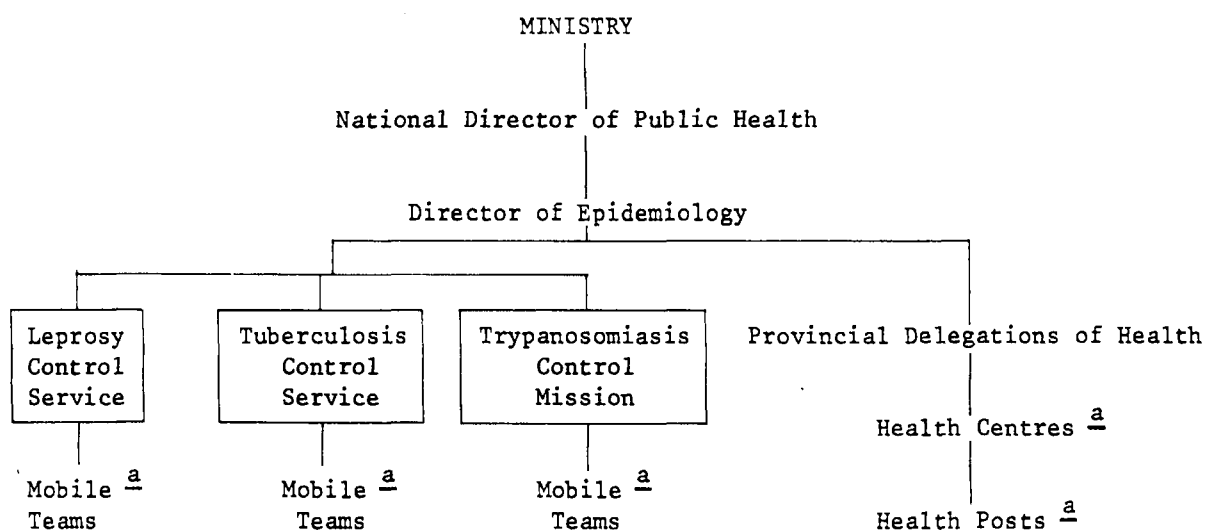 MINISTRY
National Director of Public Health
Director of Epidemiology
Leprosy
Control
Service
Tuberculosis
Control
Service
Trypanosomiasis
Control
Mission
Provincial Delegations of Health
Health Centres a
Mobile a
Teams
Mobile a
Teams
Mobile a
Teams
Health Posts a